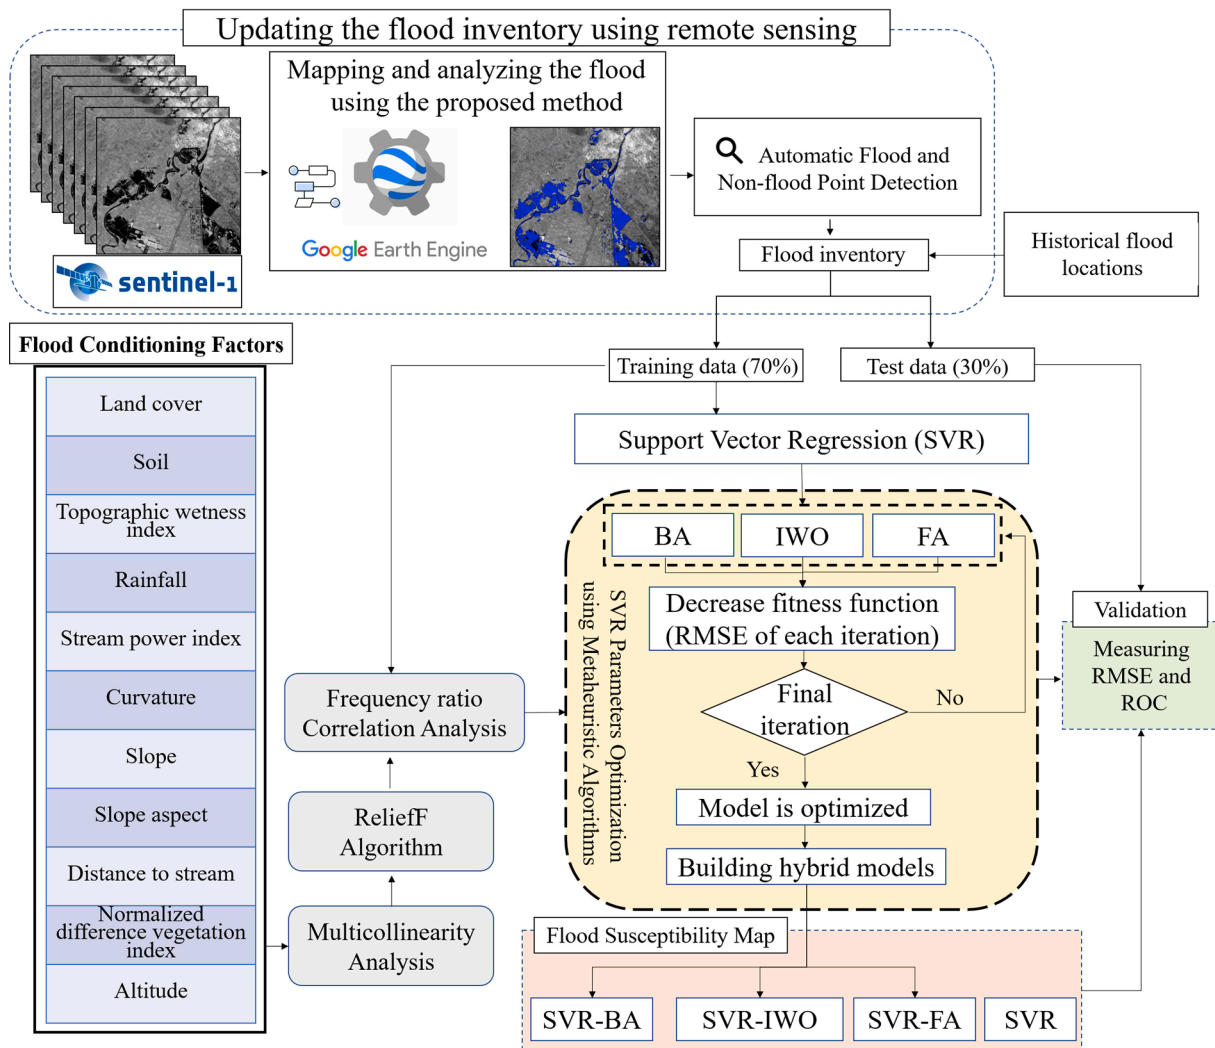 Updating the flood inventory using remote sensing
Mapping and analyzing the flood
using the proposed method
Google Earth Engine
sentinel-1
Automatic Flood and
Non-flood Point Detection
Flood inventory
Historical flood
locations
Training data (70%)
Test data (30%)
Flood Conditioning Factors
Land cover
Soil
Topographic wetness
index
Rainfall
Stream power index
Curvature
Slope
Slope aspect
Distance to stream
Normalized
difference vegetation
index
Altitude
Multicollinearity
Analysis
ReliefF
Algorithm
Frequency ratio
Correlation Analysis
Support Vector Regression (SVR)
SVR Parameters Optimization
using Metaheuristic Algorithms
BA
IWO
FA
Decrease fitness function
(RMSE of each iteration)
Final
iteration
No
Yes
Model is optimized
Building hybrid models
Validation
Measuring
RMSE and
ROC
Flood Susceptibility Map
SVR-BA
SVR-IWO
SVR-FA
SVR